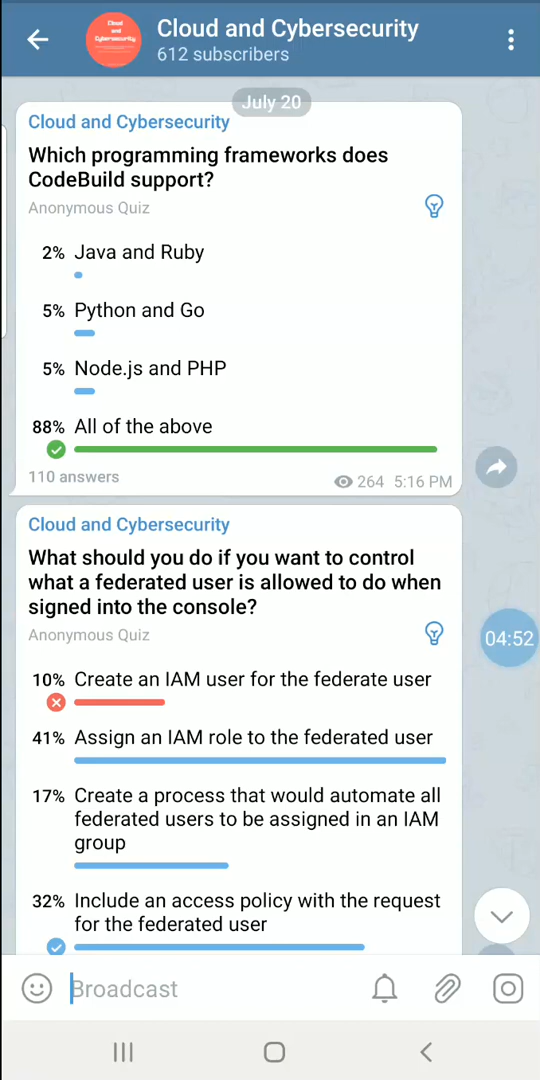 Cloud
and
Cybersecurity
Cloud and Cybersecurity
612 subscribers
July 20
Cloud and Cybersecurity
Which programming frameworks does
CodeBuild support?
Anonymous Quiz
2% Java and Ruby
5% Python and Go
5% Node.js and PHP
88% All of the above
110 answers
264 5:16 PM
Cloud and Cybersecurity
What should you do if you want to control
what a federated user is allowed to do when
signed into the console?
Anonymous Quiz
04:52
10% Create an IAM user for the federate user
41% Assign an IAM role to the federated user
17% Create a process that would automate all
federated users to be assigned in an IAM
group
32% Include an access policy with the request
for the federated user
Broadcast